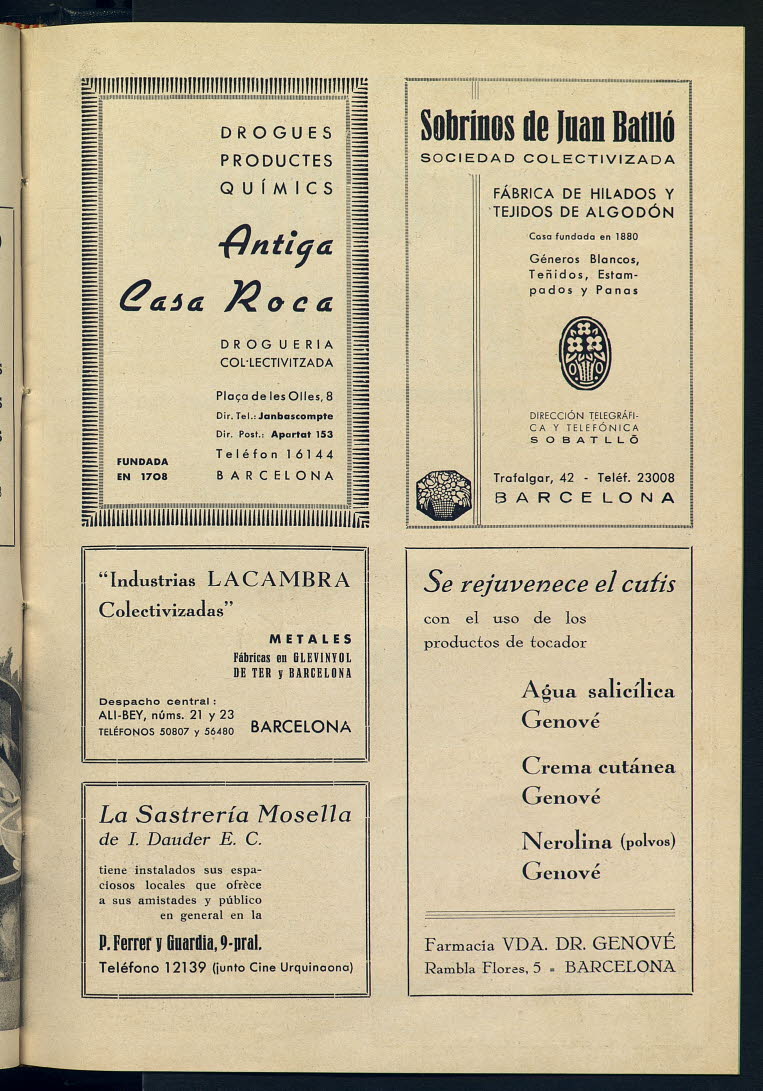 DROGUES
PRODUCTES
QUÍMICS
Antiga
Casa Roca
DROGUERIA
COL·LECTIVITZADA
Plaça de les Olles, 8
Dir. Tel.: Janbascompte
Dir. Post.: Apartat 153
Telèfon 16144
BARCELONA
FUNDADA
EN 1708
Sobrinos de Juan Batlló
SOCIEDAD COLECTIVIZADA
FÁBRICA DE HILADOS Y
TEJIDOS DE ALGODÓN
Casa fundada en 1880
Géneros Blancos,
Teñidos, Estam-
pados y Panas
DIRECCIÓN TELEGRÁFI-
CA Y TELEFÓNICA
SOBATLLÓ
Trafalgar, 42 - Teléf. 23008
BARCELONA
"Industrias LACAMBRA
Colectivizadas"
METALES
Fábricas en GLEVINYOL
DE TER y BARCELONA
Despacho central:
ALI-BEY, núms. 21 y 23
TELÉFONOS 50807 y 56480
BARCELONA
La Sastrería Mosella
de I. Dauder E. C.
tiene instalados sus espa-
ciosos locales que ofrèce
a sus amistades y público
en general en la
P. Ferrer y Guardia, 9-pral.
Teléfono 12139 (junto Cine Urquinaona)
Se rejuvenece el cutis
con el uso de los
productos de tocador
Agua salicílica
Genové
Crema cutánea
Genové
Nerolina (polvos)
Genové
Farmacia VDA. DR. GENOVÉ
Rambla Flores, 5 - BARCELONA